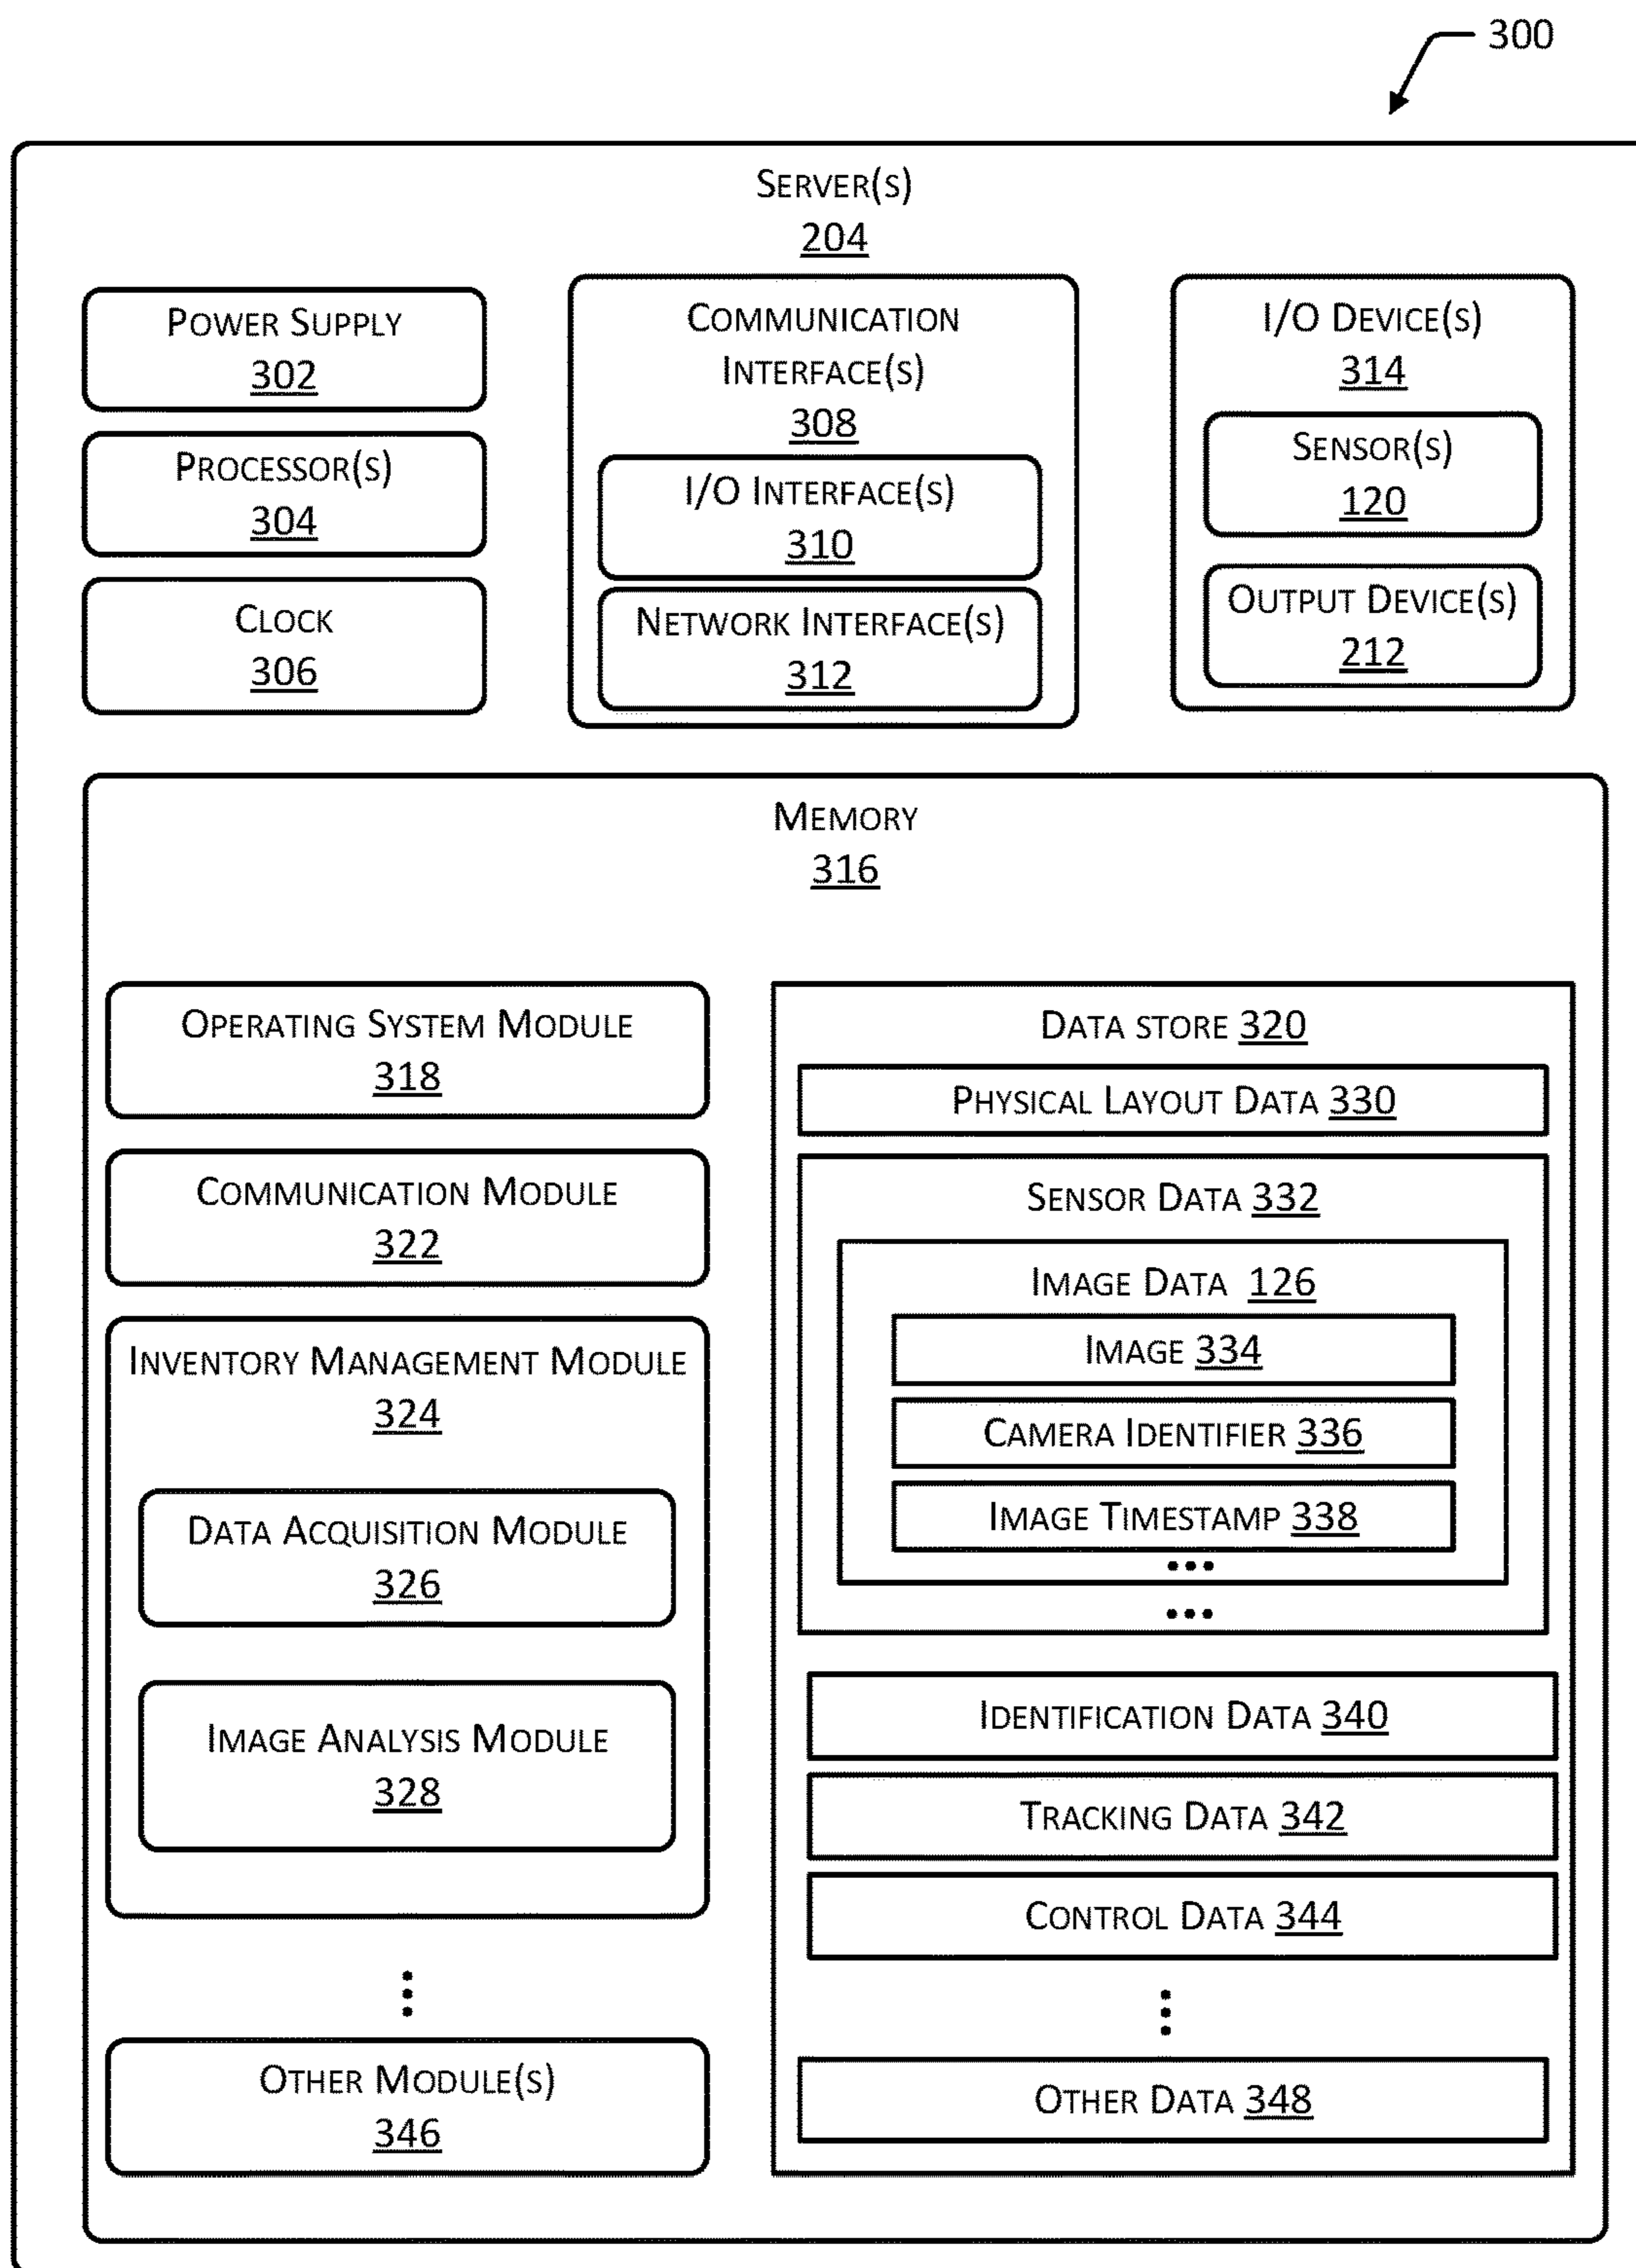 300
SERVER(S)
204
POWER SUPPLY
302
PROCESSOR(S)
304
CLOCK
306
COMMUNICATION
INTERFACE(S)
308
I/O INTERFACE(S)
310
NETWORK INTERFACE(S)
312
I/O DEVICE(S)
314
SENSOR(S)
120
OUTPUT DEVICE(S)
212
MEMORY
316
OPERATING SYSTEM MODULE
318
COMMUNICATION MODULE
322
INVENTORY MANAGEMENT MODULE
324
DATA ACQUISITION MODULE
326
IMAGE ANALYSIS MODULE
328
OTHER MODULE(S)
346
DATA STORE 320
PHYSICAL LAYOUT DATA 330
SENSOR DATA 332
IMAGE DATA 126
IMAGE 334
CAMERA IDENTIFIER 336
IMAGE TIMESTAMP 338
IDENTIFICATION DATA 340
TRACKING DATA 342
CONTROL DATA 344
OTHER DATA 348